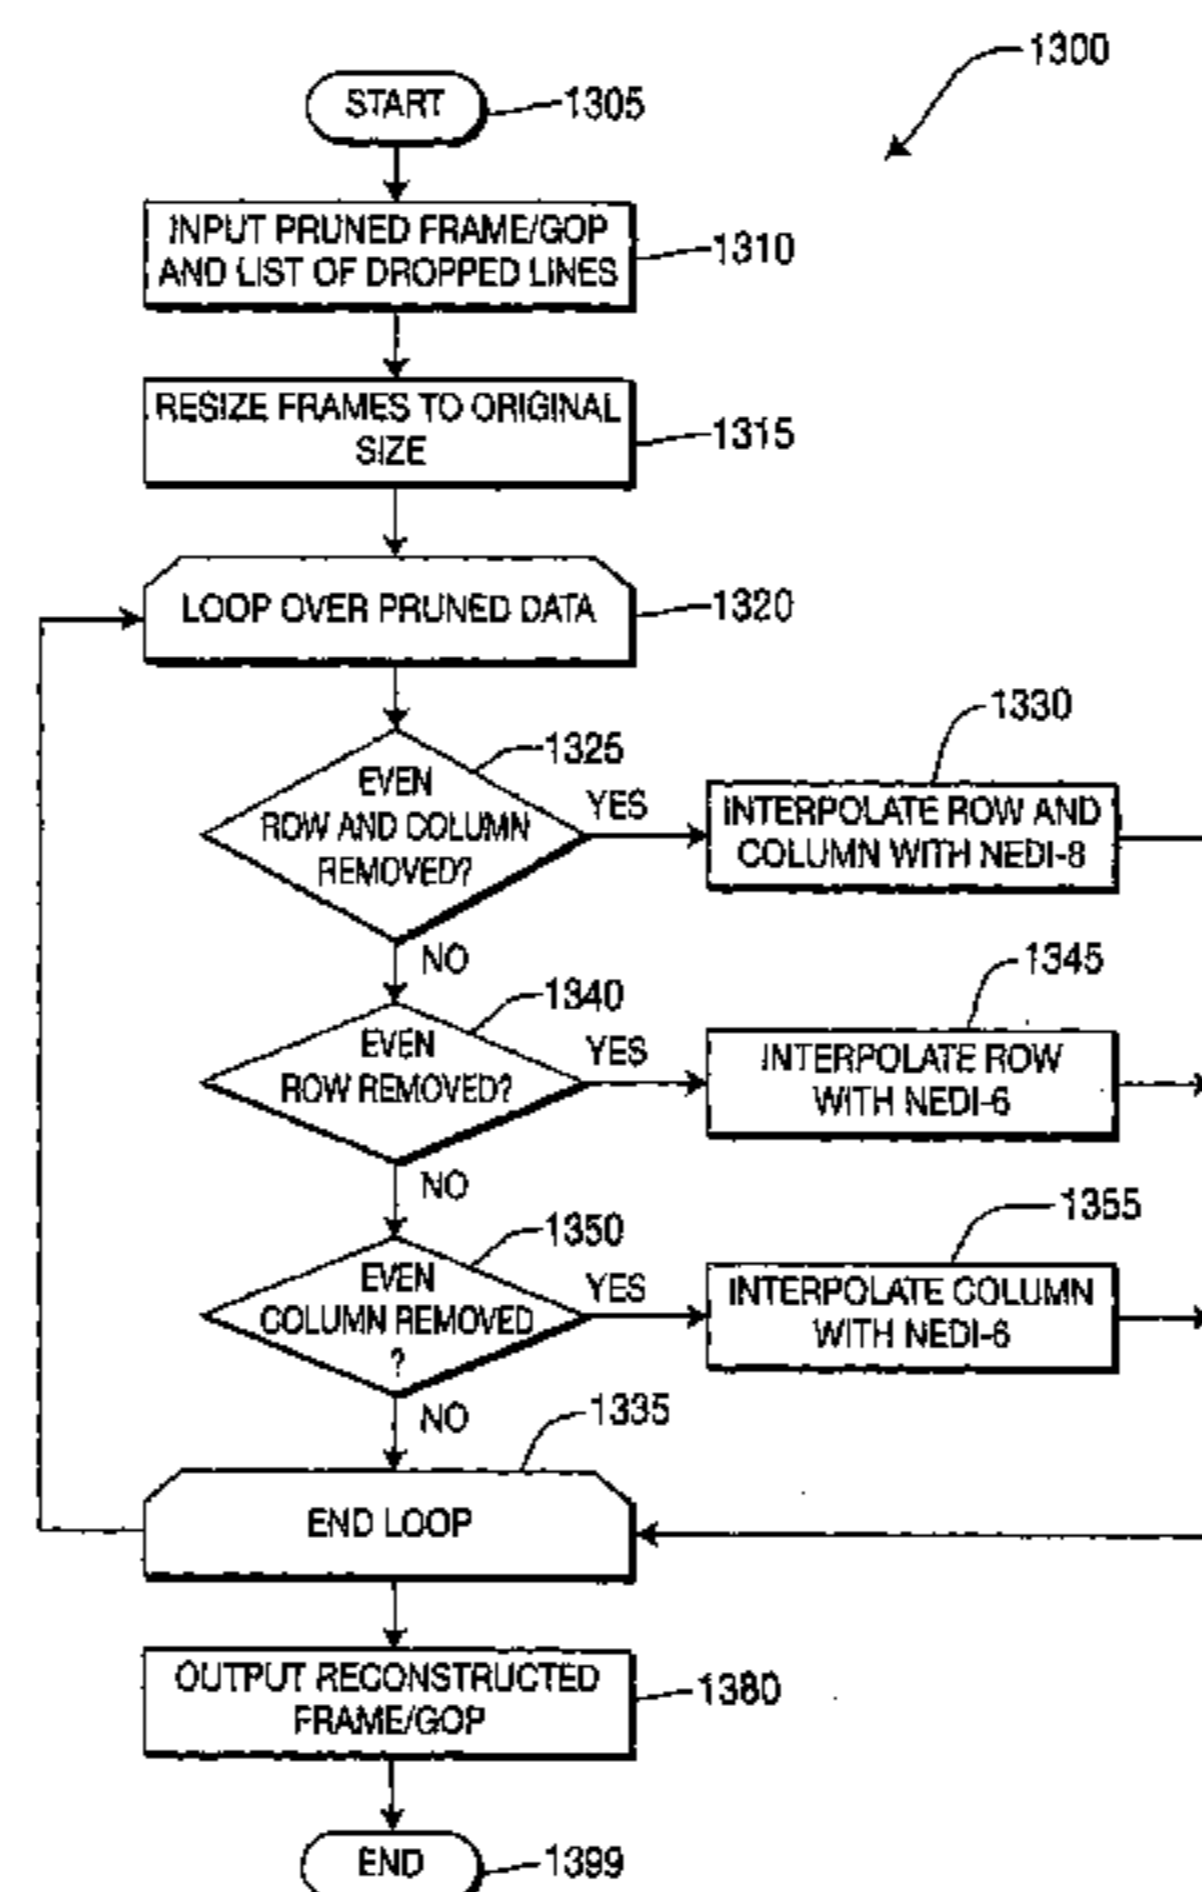 1300
START
1305
INPUT PRUNED FRAME/GOP
AND LIST OF DROPPED LINES
1310
RESIZE FRAMES TO ORIGINAL
SIZE
1315
LOOP OVER PRUNED DATA
1320
1325
EVEN
ROW AND COLUMN
REMOVED?
YES
1330
INTERPOLATE ROW AND
COLUMN WITH NEDI-8
NO
1340
EVEN
ROW REMOVED?
YES
1345
INTERPOLATE ROW
WITH NEDI-6
NO
1350
EVEN
COLUMN REMOVED
?
YES
1355
INTERPOLATE COLUMN
WITH NEDI-6
NO
1335
END LOOP
OUTPUT RECONSTRUCTED
FRAME/GOP
1380
END
1399